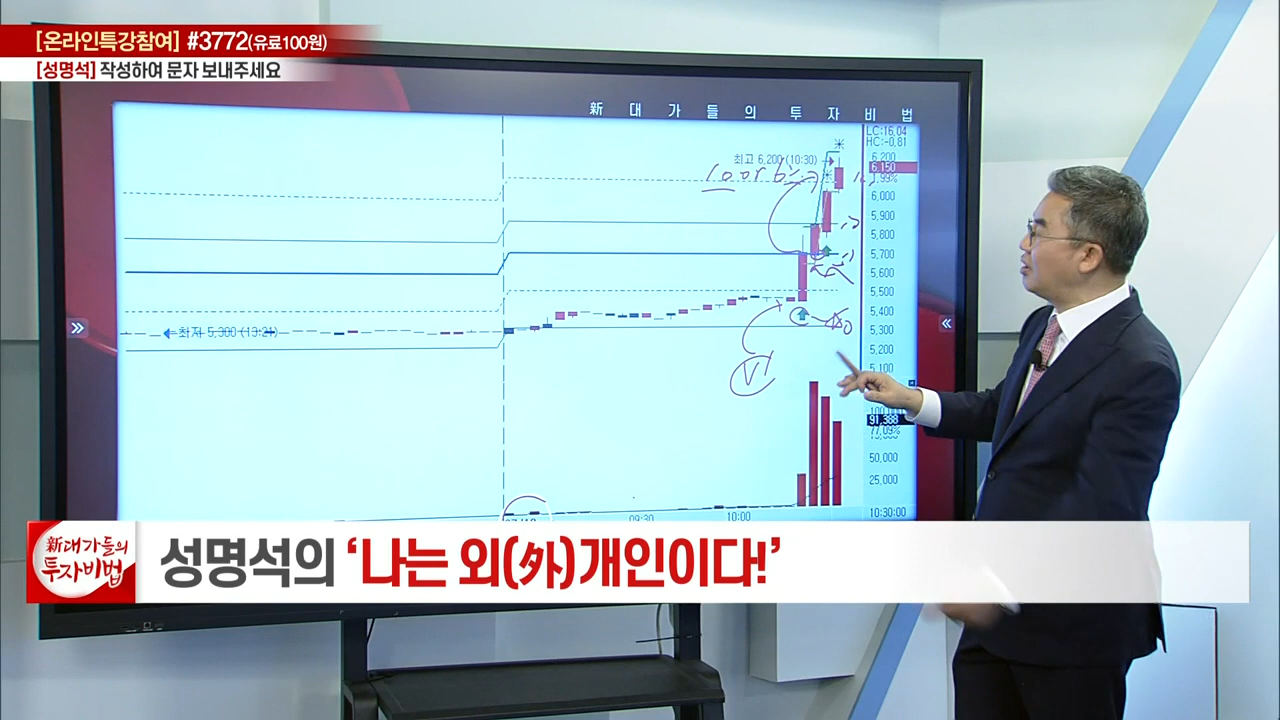 [온라인특강참여] #3772(유료100원)
[성명석] 작성하여 문자 보내주세요
新 대 가 들 의 투 자 비 법
LC:16.04
HC:-0.81
최고 6,200 (10:30)
6,200
6,150
1.99%
6,000
5,900
5,800
5,700
5,600
5,500
5,400
최저 5,300 (13:21)
5,300
5,200
5,100
91,388
77.09%
50,000
25,000
09:30
10:00
10:30:00
新대가들의
투자비법
성명석의 ‘나는 외(外)개인이다!’